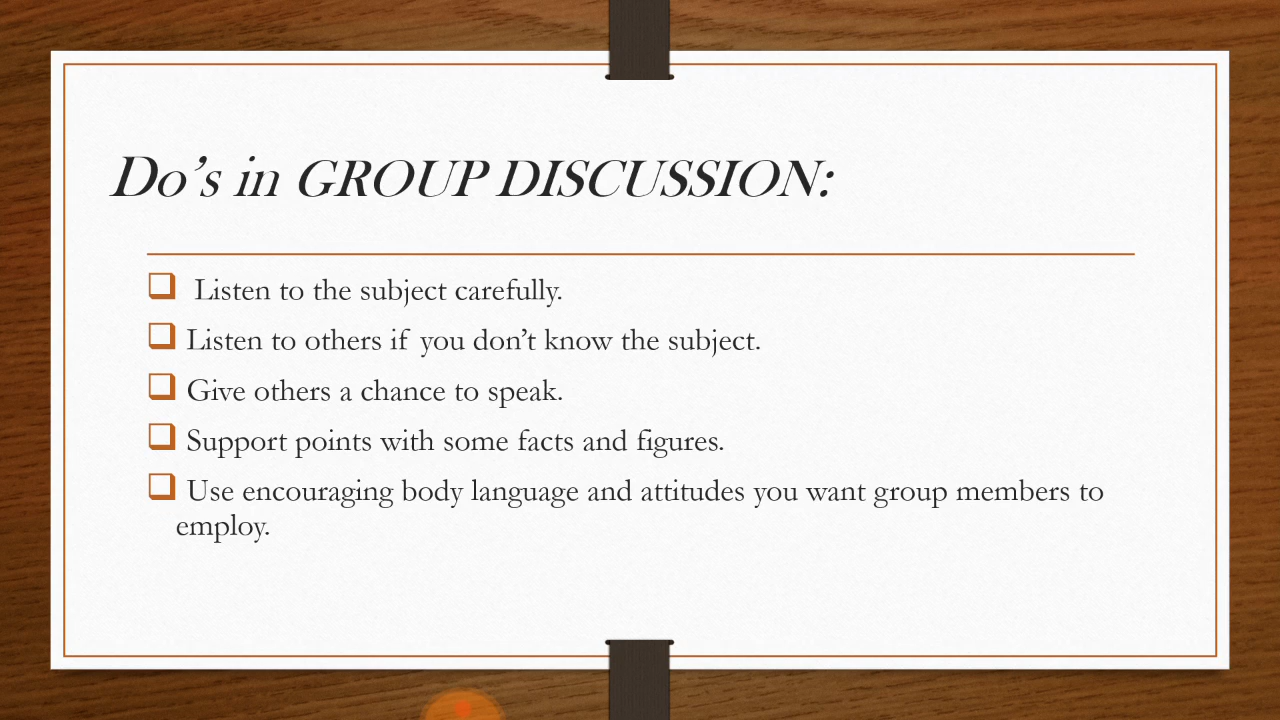 Do’s in GROUP DISCUSSION:
Listen to the subject carefully.
Listen to others if you don’t know the subject.
Give others a chance to speak.
Support points with some facts and figures.
Use encouraging body language and attitudes you want group members to
employ.